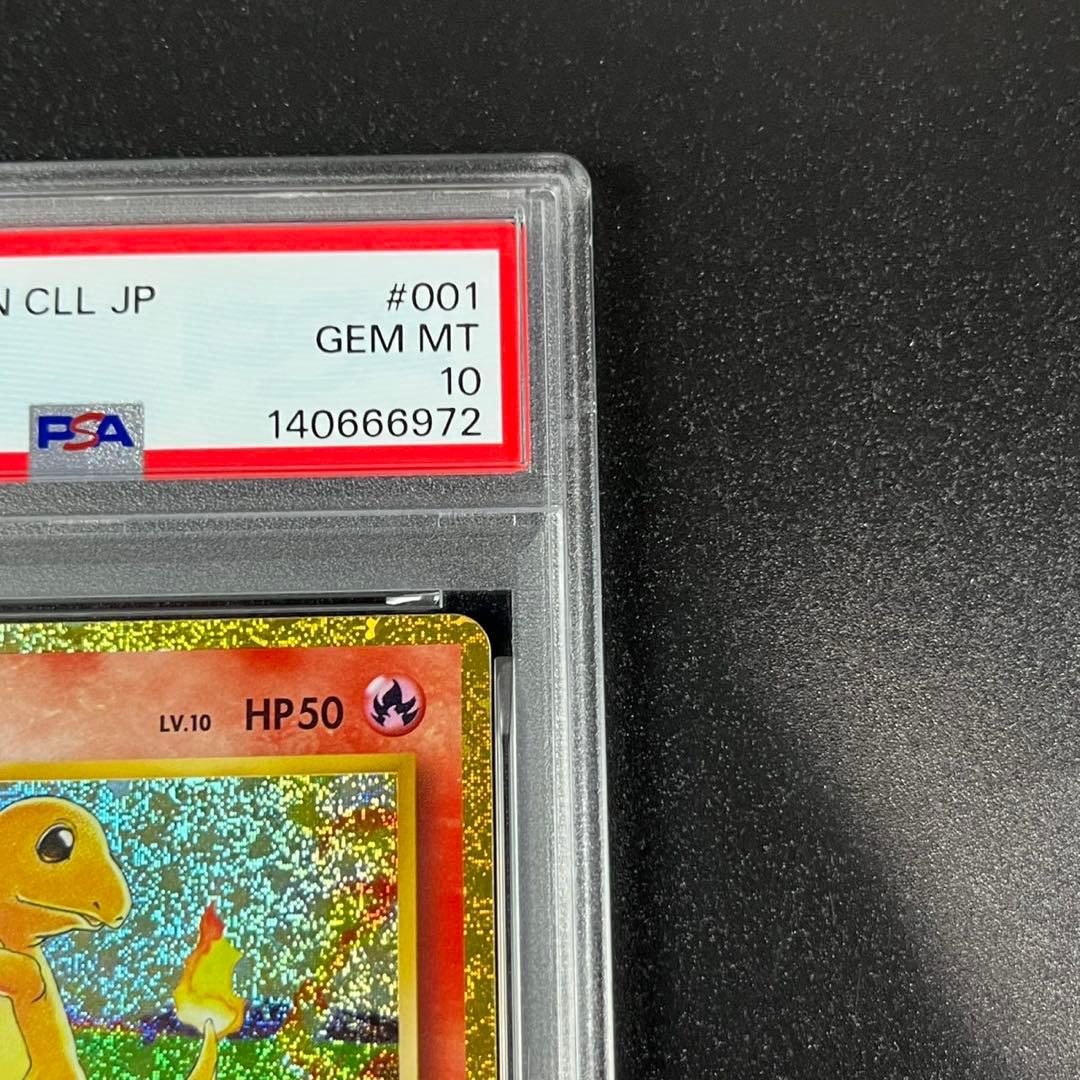 N CLL JP #001
GEM MT
10
PSA 140666972
LV.10 HP50